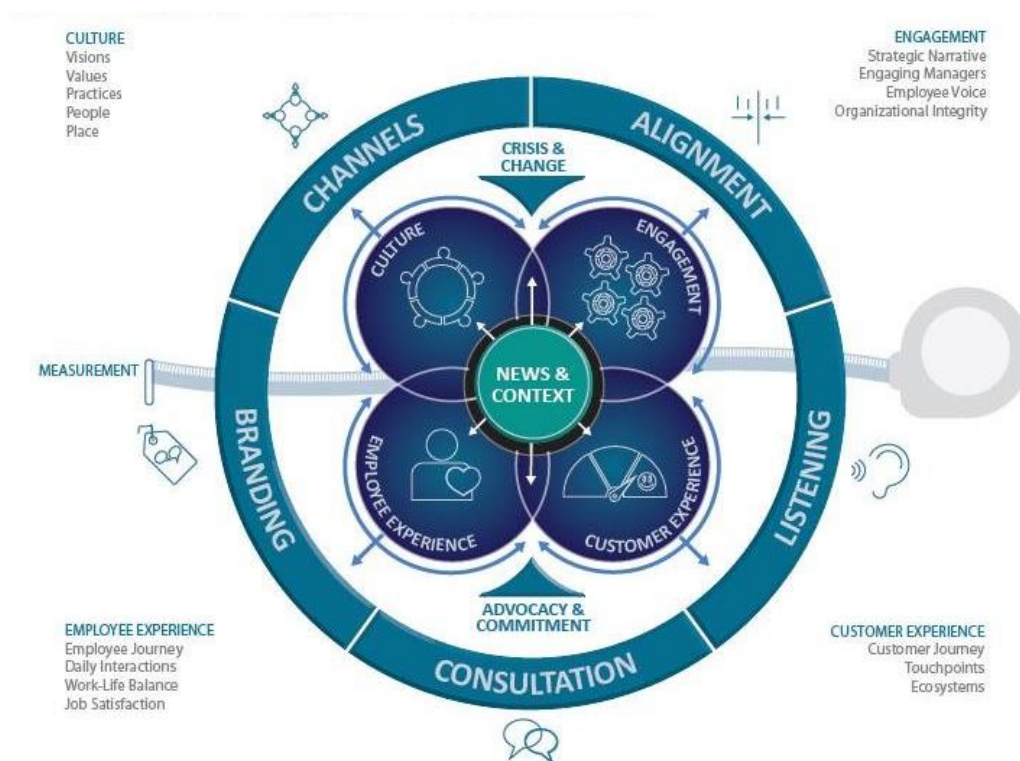 CULTURE
Visions
Values
Practices
People
Place
ENGAGEMENT
Strategic Narrative
Engaging Managers
Employee Voice
Organizational Integrity
CHANNELS
ALIGNMENT
CRISIS &
CHANGE
CULTURE
ENGAGEMENT
MEASUREMENT
NEWS &
CONTEXT
BRANDING
LISTENING
EMPLOYEE EXPERIENCE
CUSTOMER EXPERIENCE
ADVOCACY &
COMMITMENT
CONSULTATION
EMPLOYEE EXPERIENCE
Employee Journey
Daily Interactions
Work-Life Balance
Job Satisfaction
CUSTOMER EXPERIENCE
Customer Journey
Touchpoints
Ecosystems